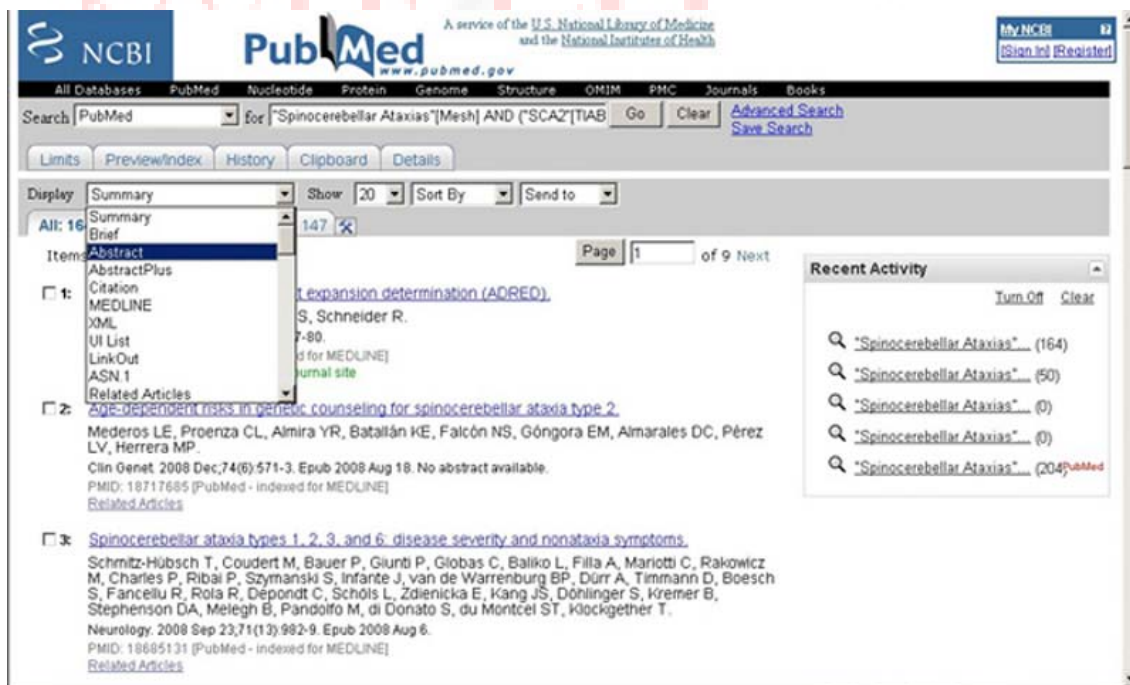 A service of the U.S. National Library of Medicine
and the National Institutes of Health
My NCBI
[Sign In] [Register]
NCBI
PubMed
www.pubmed.gov
All Databases PubMed Nucleotide Protein Genome Structure OMIM PMC Journals Books
Search PubMed for "Spinocerebellar Ataxias"[Mesh] AND ("SCA2"[TIAB Go Clear Advanced Search
Save Search
Limits Preview/Index History Clipboard Details
Display Summary Show 20 Sort By Send to
All: 16 147
Summary
Brief
Abstract
AbstractPlus
Citation
MEDLINE
XML
UI List
LinkOut
ASN.1
Related Articles
Items Page 1 of 9 Next
1: t expansion determination (ADRED).
S, Schneider R.
7-80.
d for MEDLINE]
urnal site
2: Age-dependent risks in genetic counseling for spinocerebellar ataxia type 2.
Mederos LE, Proenza CL, Almira YR, Batallán KE, Falcón NS, Góngora EM, Almarales DC, Pérez
LV, Herrera MP.
Clin Genet. 2008 Dec;74(6):571-3. Epub 2008 Aug 18. No abstract available.
PMID: 18717685 [PubMed - indexed for MEDLINE]
Related Articles
3: Spinocerebellar ataxia types 1, 2, 3, and 6: disease severity and nonataxia symptoms.
Schmitz-Hübsch T, Coudert M, Bauer P, Giunti P, Globas C, Baliko L, Filla A, Mariotti C, Rakowicz
M, Charles P, Ribai P, Szymanski S, Infante J, van de Warrenburg BP, Dürr A, Timmann D, Boesch
S, Fancellu R, Rola R, Depondt C, Schöls L, Zdienicka E, Kang JS, Döhlinger S, Kremer B,
Stephenson DA, Melegh B, Pandolfo M, di Donato S, du Montcel ST, Klockgether T.
Neurology. 2008 Sep 23;71(13):982-9. Epub 2008 Aug 6.
PMID: 18685131 [PubMed - indexed for MEDLINE]
Related Articles
Recent Activity
Turn Off Clear
"Spinocerebellar Ataxias"... (164)
"Spinocerebellar Ataxias"... (50)
"Spinocerebellar Ataxias"... (0)
"Spinocerebellar Ataxias"... (0)
"Spinocerebellar Ataxias"... (204) PubMed